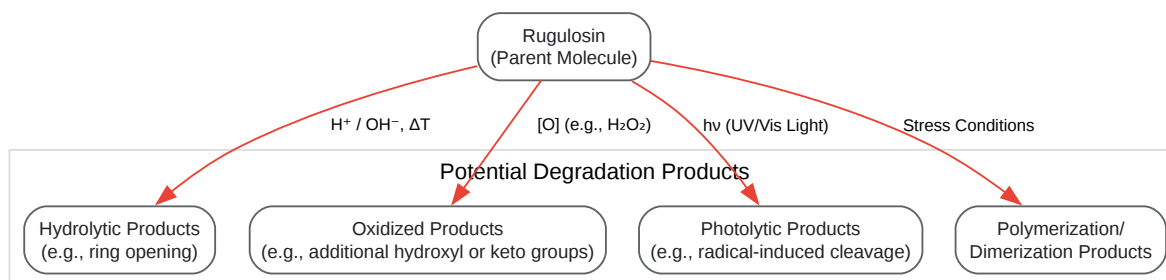 Rugulosin
(Parent Molecule)
H⁺ / OH⁻, ΔT
[O] (e.g., H₂O₂)
hν (UV/Vis Light)
Stress Conditions
Potential Degradation Products
Hydrolytic Products
(e.g., ring opening)
Oxidized Products
(e.g., additional hydroxyl or keto groups)
Photolytic Products
(e.g., radical-induced cleavage)
Polymerization/
Dimerization Products